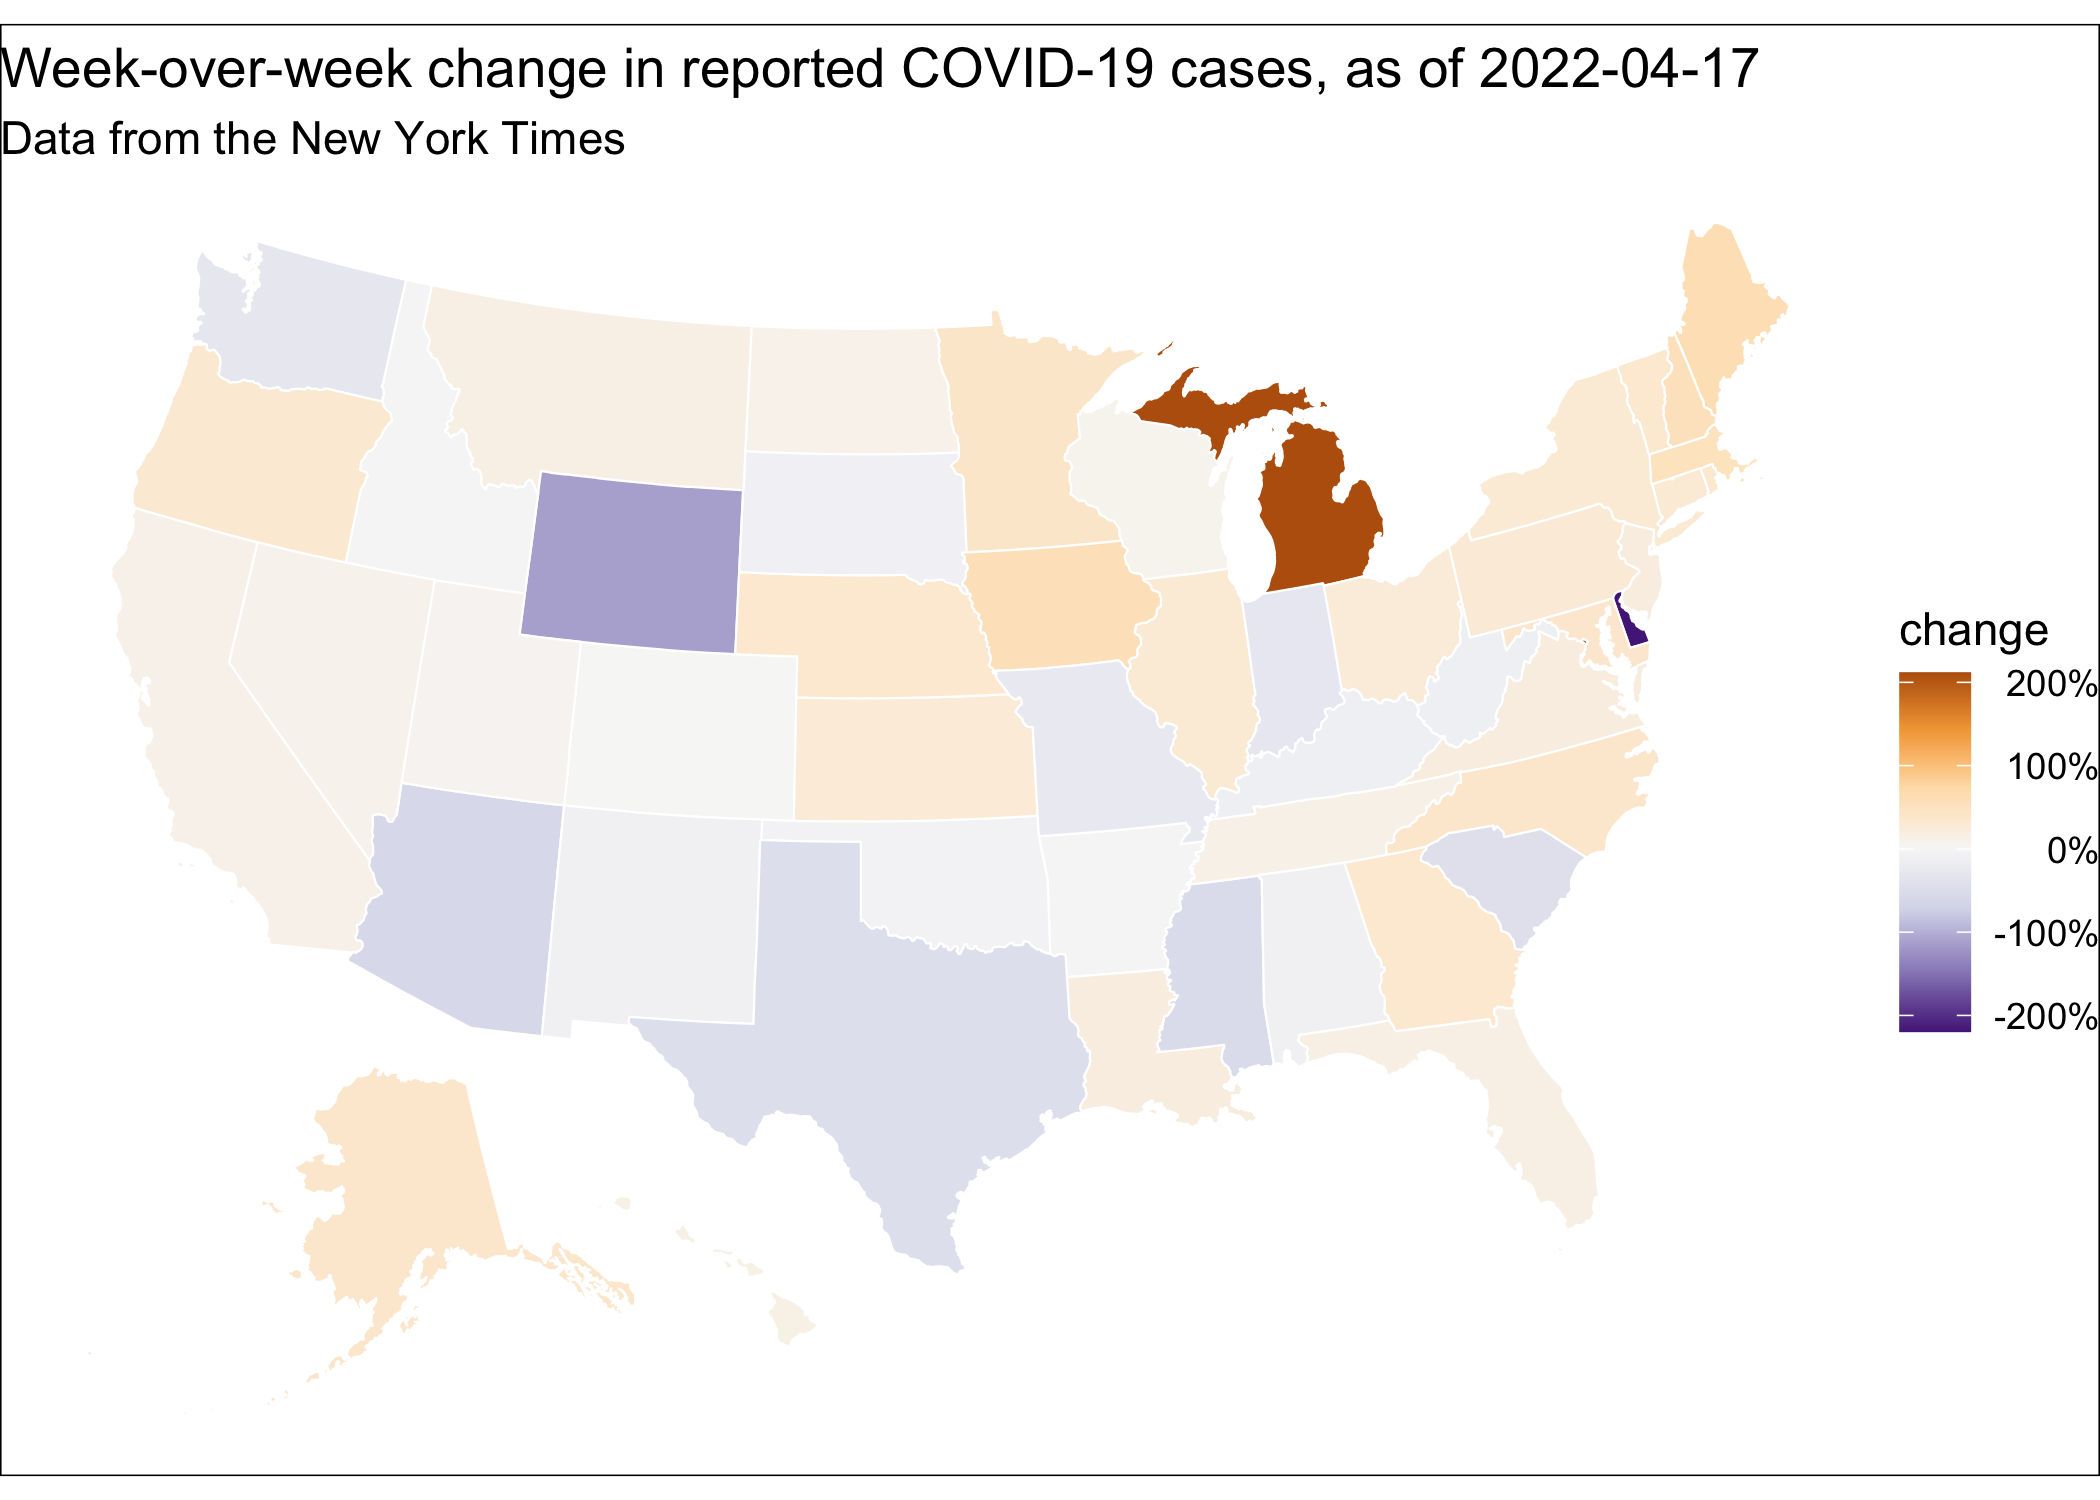 Week-over-week change in reported COVID-19 cases, as of 2022-04-17
Data from the New York Times
change
200%
100%
0%
-100%
-200%